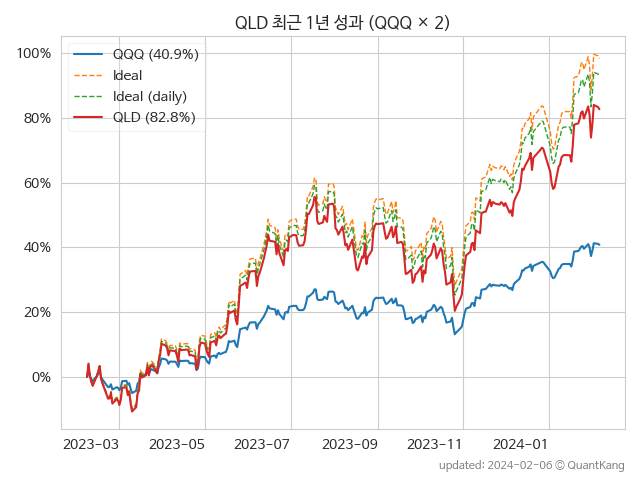 QLD 최근 1년 성과 (QQQ × 2)
QQQ (40.9%)
Ideal
Ideal (daily)
QLD (82.8%)
100%
80%
60%
40%
20%
0%
2023-03 2023-05 2023-07 2023-09 2023-11 2024-01
updated: 2024-02-06 © QuantKang